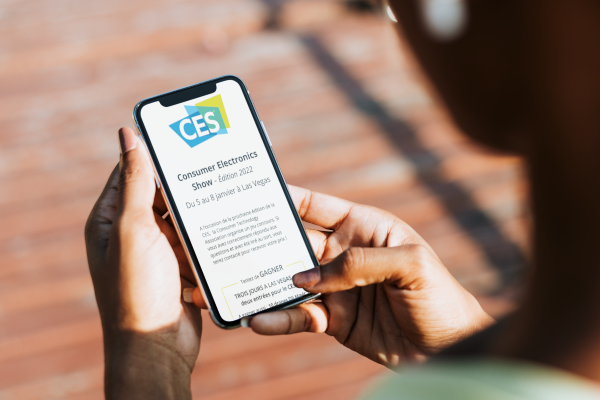 CES
Consumer Electronics
Show - Édition 2022
Du 5 au 8 janvier à Las Vegas
A l'occasion de la prochaine édition de la
CES, la Consumer Technology
Association organise un jeu concours. Si
vous avez correctement répondu aux
questions et avez été tiré au sort, vous
serez contacté pour recevoir votre prix !
Tentez de GAGNER
TROIS JOURS A LAS VEGAS
deux entrées pour le CES